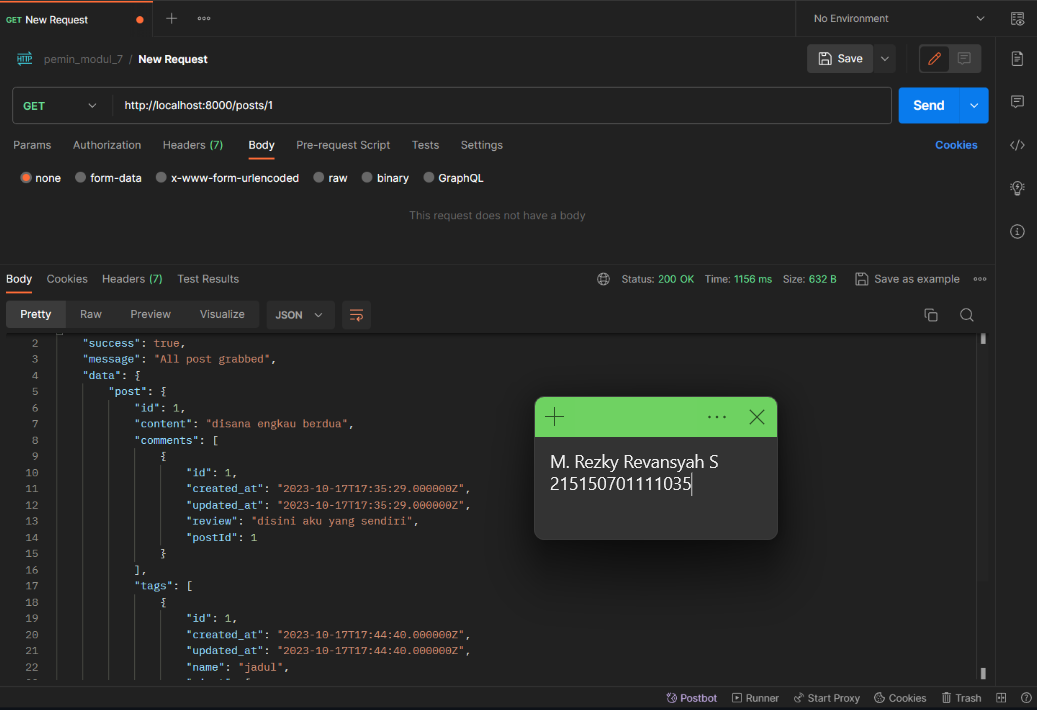 GET New Request
No Environment
HTTP pemin_modul_7 / New Request
Save
GET http://localhost:8000/posts/1
Send
Params Authorization Headers (7) Body Pre-request Script Tests Settings Cookies
none form-data x-www-form-urlencoded raw binary GraphQL
This request does not have a body
Body Cookies Headers (7) Test Results Status: 200 OK Time: 1156 ms Size: 632 B Save as example
Pretty Raw Preview Visualize JSON
2 "success": true,
3 "message": "All post grabbed",
4 "data": {
5 "post": {
6 "id": 1,
7 "content": "disana engkau berdua",
8 "comments": [
9 {
10 "id": 1,
11 "created_at": "2023-10-17T17:35:29.000000Z",
12 "updated_at": "2023-10-17T17:35:29.000000Z",
13 "review": "disini aku yang sendiri",
14 "postId": 1
15 }
16 ],
17 "tags": [
18 {
19 "id": 1,
20 "created_at": "2023-10-17T17:44:40.000000Z",
21 "updated_at": "2023-10-17T17:44:40.000000Z",
22 "name": "jadul",
M. Rezky Revansyah S
215150701111035
Postbot Runner Start Proxy Cookies Trash